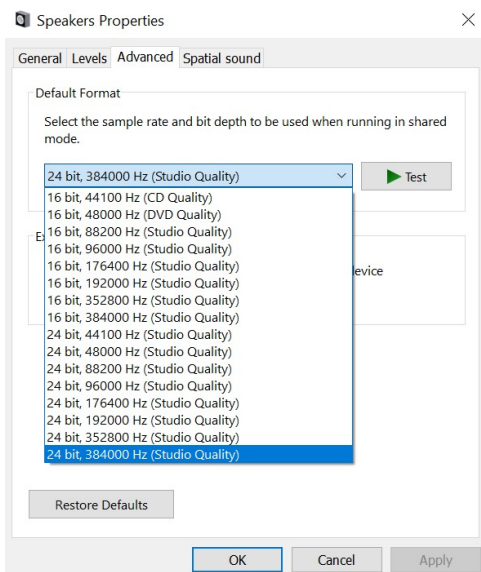 Speakers Properties
General Levels Advanced Spatial sound
Default Format
Select the sample rate and bit depth to be used when running in shared
mode.
24 bit, 384000 Hz (Studio Quality)
Test
16 bit, 44100 Hz (CD Quality)
16 bit, 48000 Hz (DVD Quality)
16 bit, 88200 Hz (Studio Quality)
16 bit, 96000 Hz (Studio Quality)
16 bit, 176400 Hz (Studio Quality)
16 bit, 192000 Hz (Studio Quality)
16 bit, 352800 Hz (Studio Quality)
16 bit, 384000 Hz (Studio Quality)
24 bit, 44100 Hz (Studio Quality)
24 bit, 48000 Hz (Studio Quality)
24 bit, 88200 Hz (Studio Quality)
24 bit, 96000 Hz (Studio Quality)
24 bit, 176400 Hz (Studio Quality)
24 bit, 192000 Hz (Studio Quality)
24 bit, 352800 Hz (Studio Quality)
24 bit, 384000 Hz (Studio Quality)
Restore Defaults
OK Cancel Apply